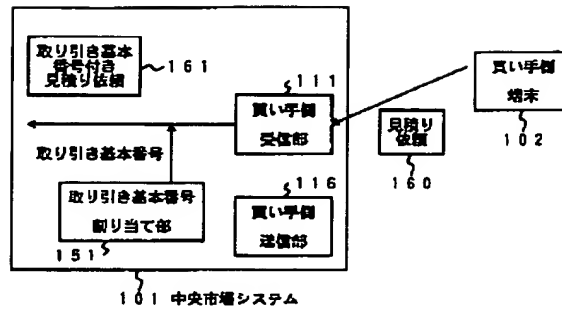 取り引き基本
番号付き
見積り依頼
161
111
買い手側
受信部
買い手側
端末
102
見積り
依頼
160
取り引き基本番号
116
取り引き基本番号
割り当て部
151
買い手側
送信部
101 中央市場システム